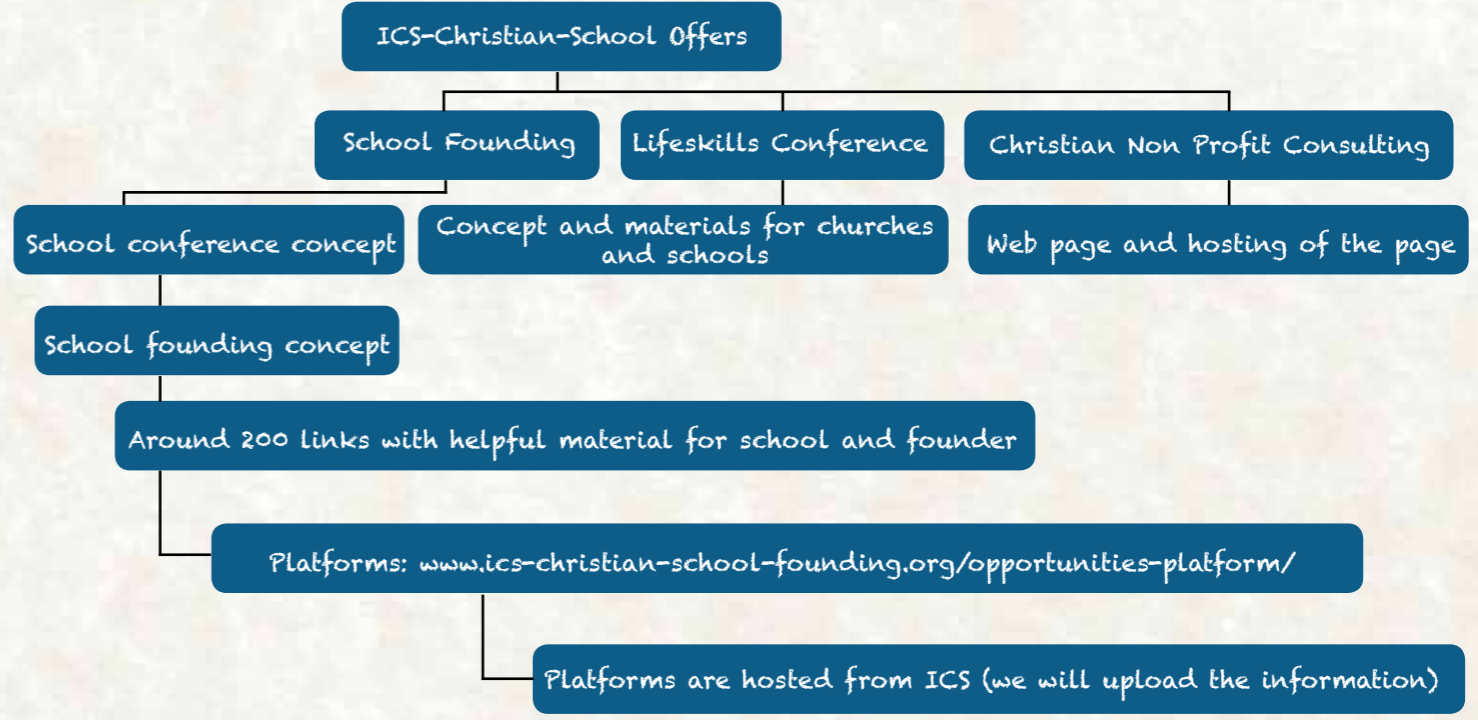 ICS-Christian-School Offers
School Founding
Lifeskills Conference
Christian Non Profit Consulting
School conference concept
Concept and materials for churches
and schools
Web page and hosting of the page
School founding concept
Around 200 links with helpful material for school and founder
Platforms: www.ics-christian-school-founding.org/opportunities-platform/
Platforms are hosted from ICS (we will upload the information)